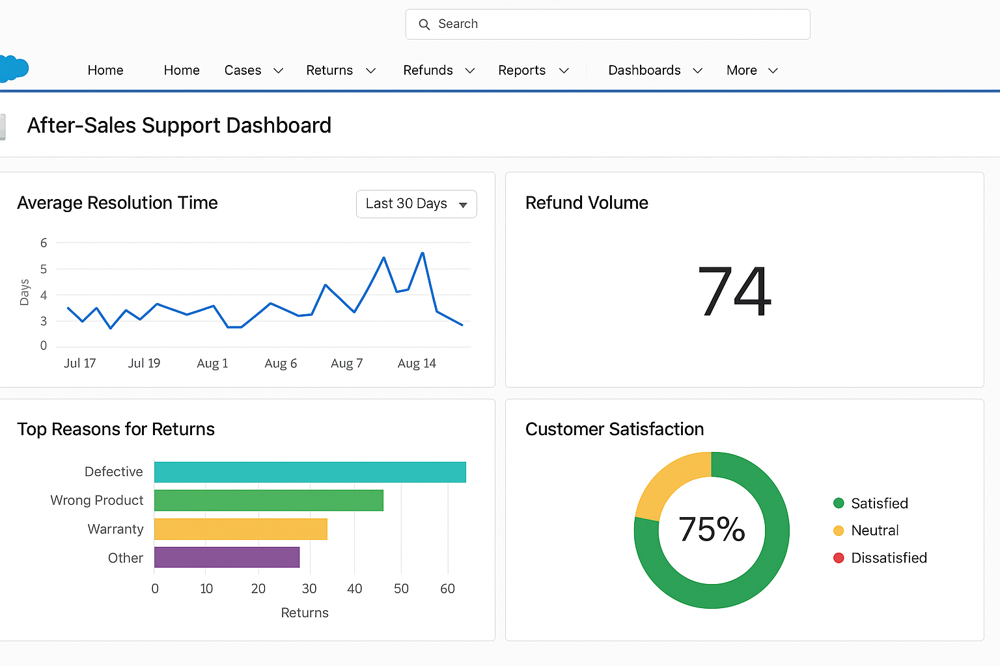 Search
Home Home Cases Returns Refunds Reports Dashboards More
After-Sales Support Dashboard
Average Resolution Time
Last 30 Days
Days
6
5
4
3
0
Jul 17 Jul 19 Aug 1 Aug 6 Aug 7 Aug 14
Refund Volume
74
Top Reasons for Returns
Defective
Wrong Product
Warranty
Other
0 10 20 30 40 50 60
Returns
Customer Satisfaction
75%
Satisfied
Neutral
Dissatisfied